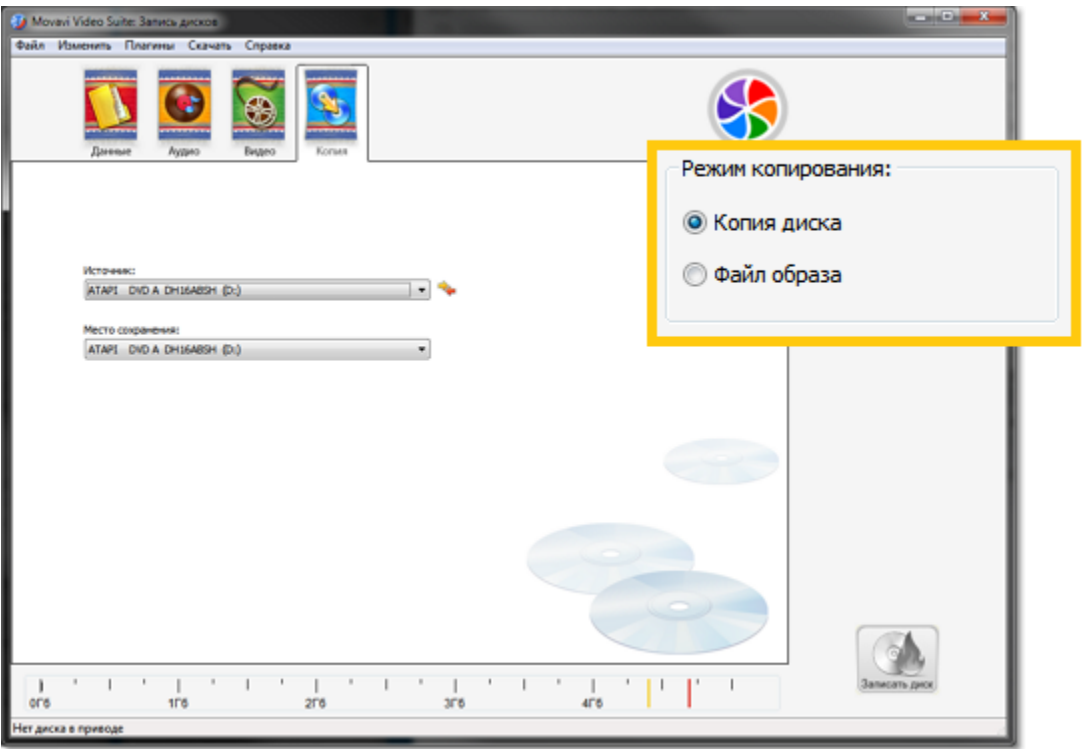 Movavi Video Suite: Запись дисков
Файл Изменить Плагины Скачать Справка
Данные Аудио Видео Копия
Режим копирования:
Копия диска
Файл образа
Источник:
ATAPI DVD A DH16ABSH (D:)
Место сохранения:
ATAPI DVD A DH16ABSH (D:)
Записать диск
0Гб 1Гб 2Гб 3Гб 4Гб
Нет диска в приводе